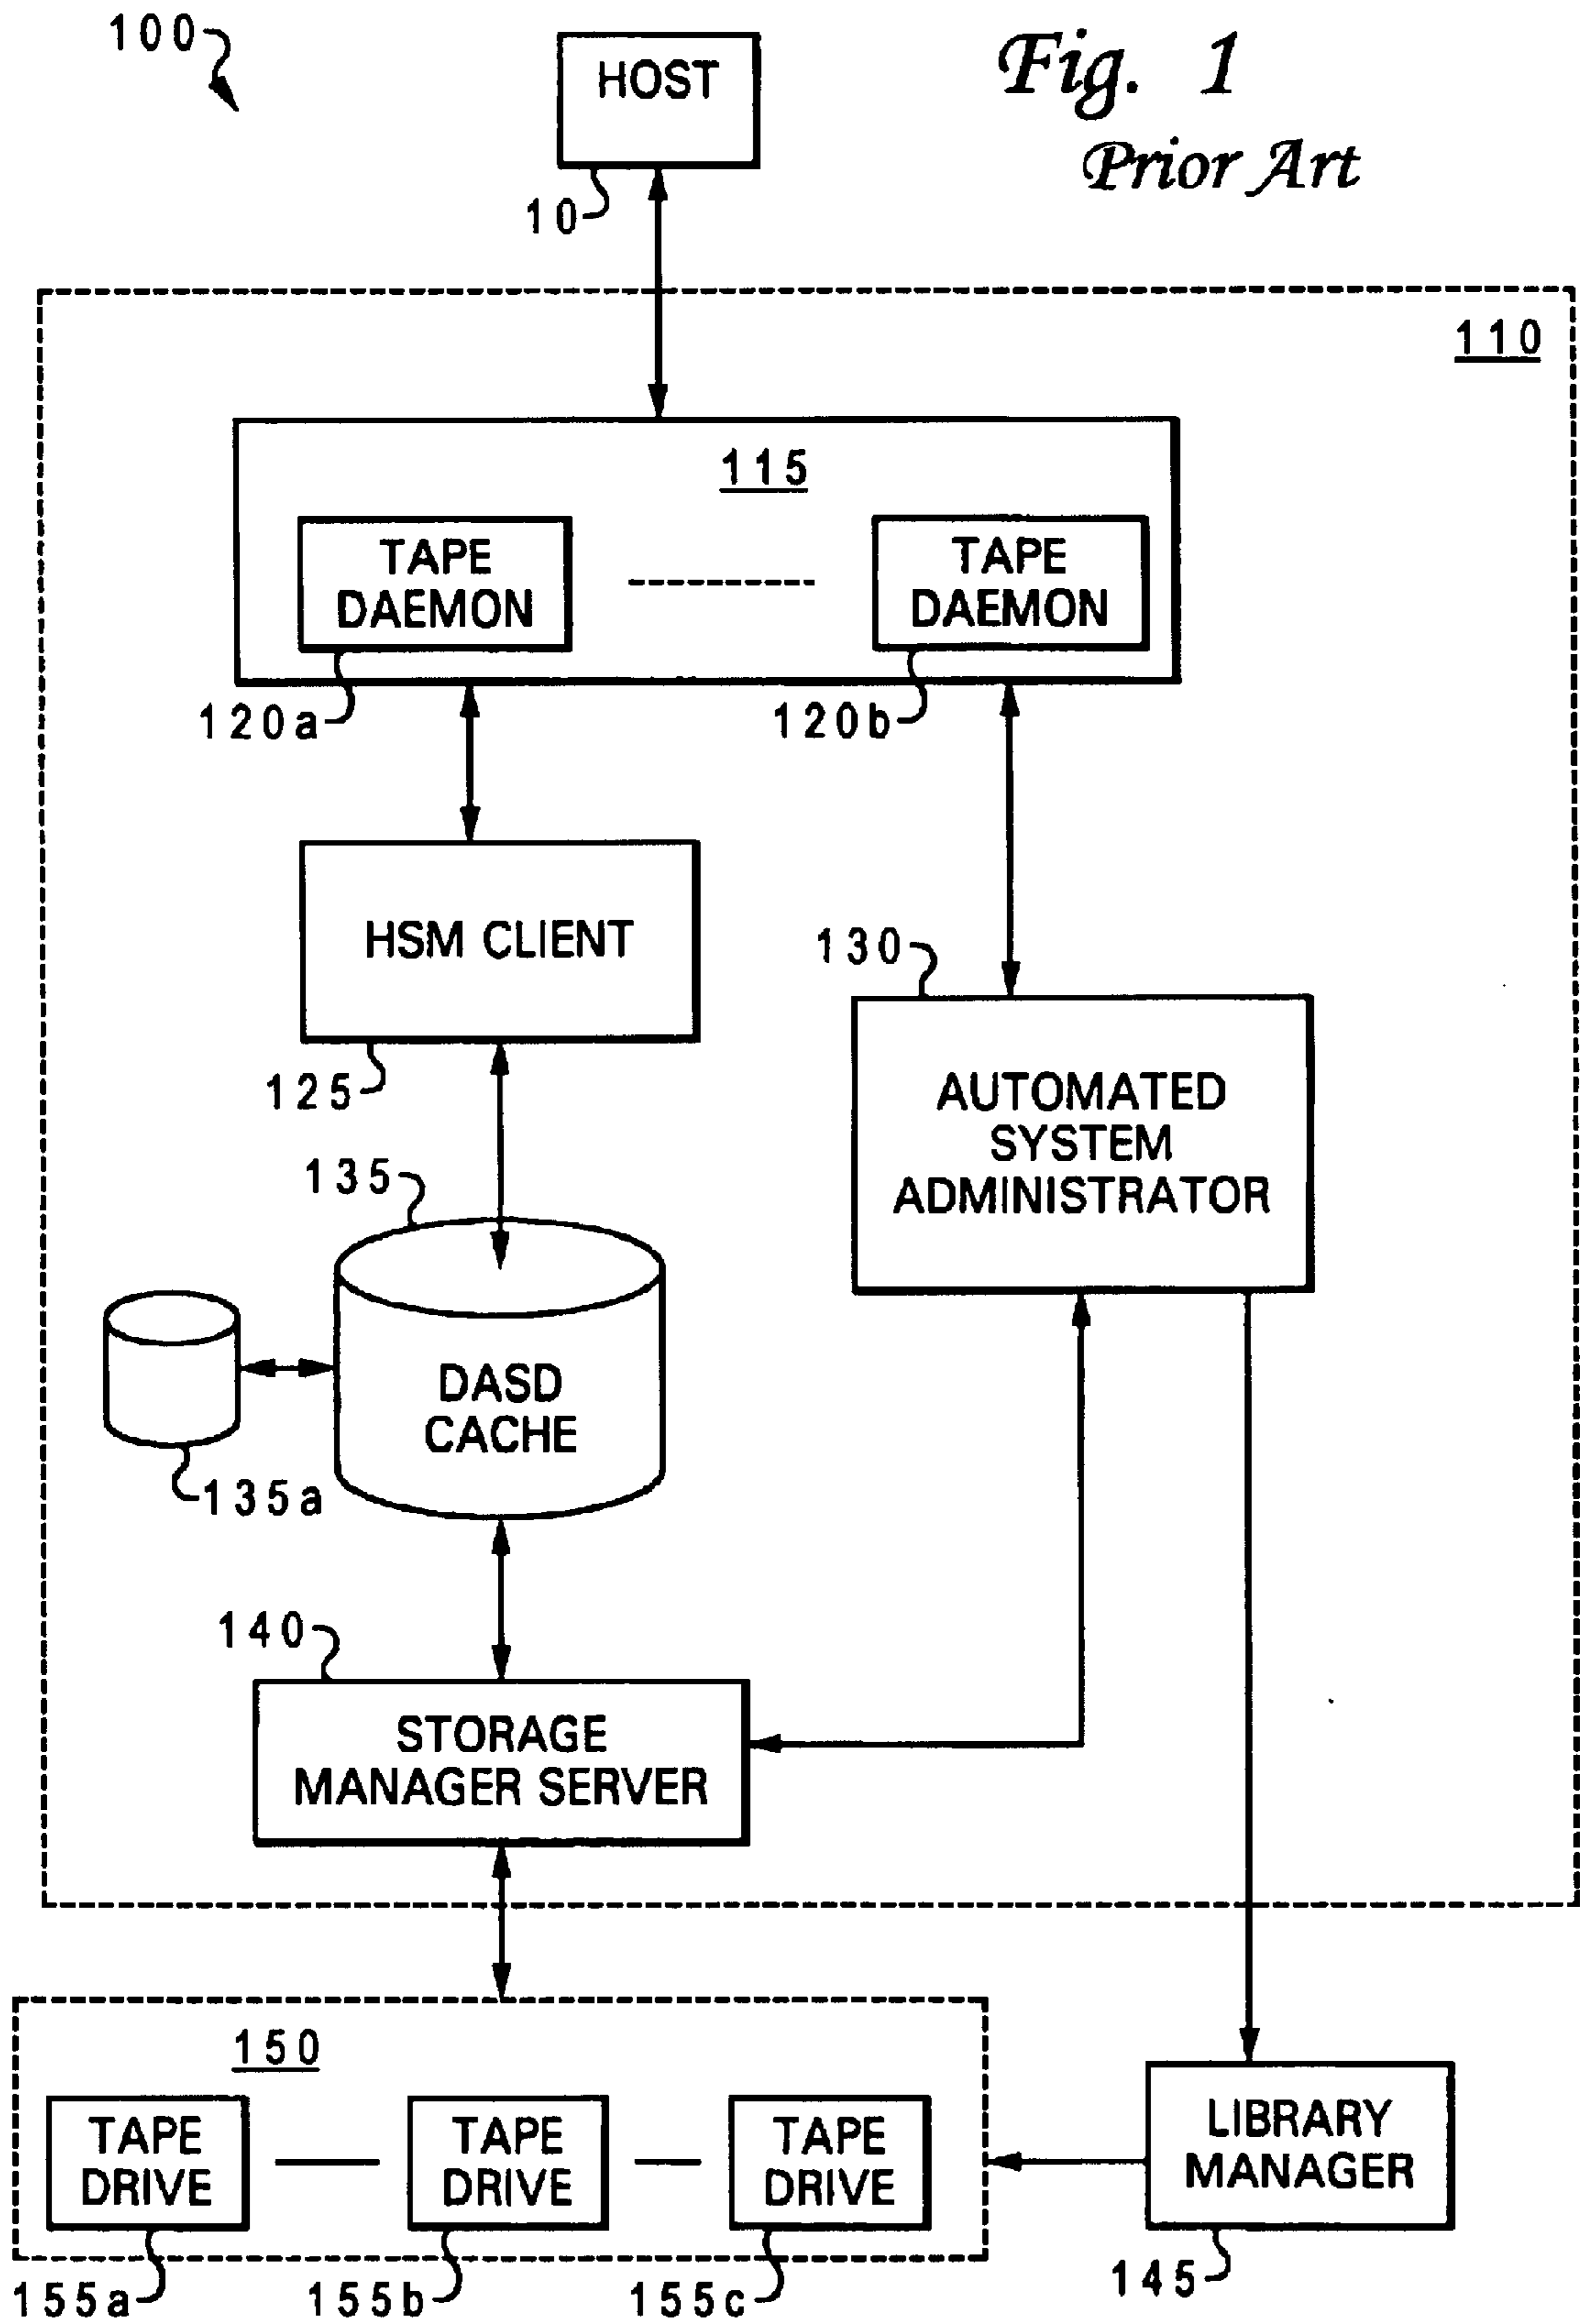 100
HOST
Fig. 1
Prior Art
10
110
115
TAPE
DAEMON
TAPE
DAEMON
120a
120b
HSM CLIENT
125
130
AUTOMATED
SYSTEM
ADMINISTRATOR
135
DASD
CACHE
135a
140
STORAGE
MANAGER SERVER
150
TAPE
DRIVE
TAPE
DRIVE
TAPE
DRIVE
LIBRARY
MANAGER
155a
155b
155c
145